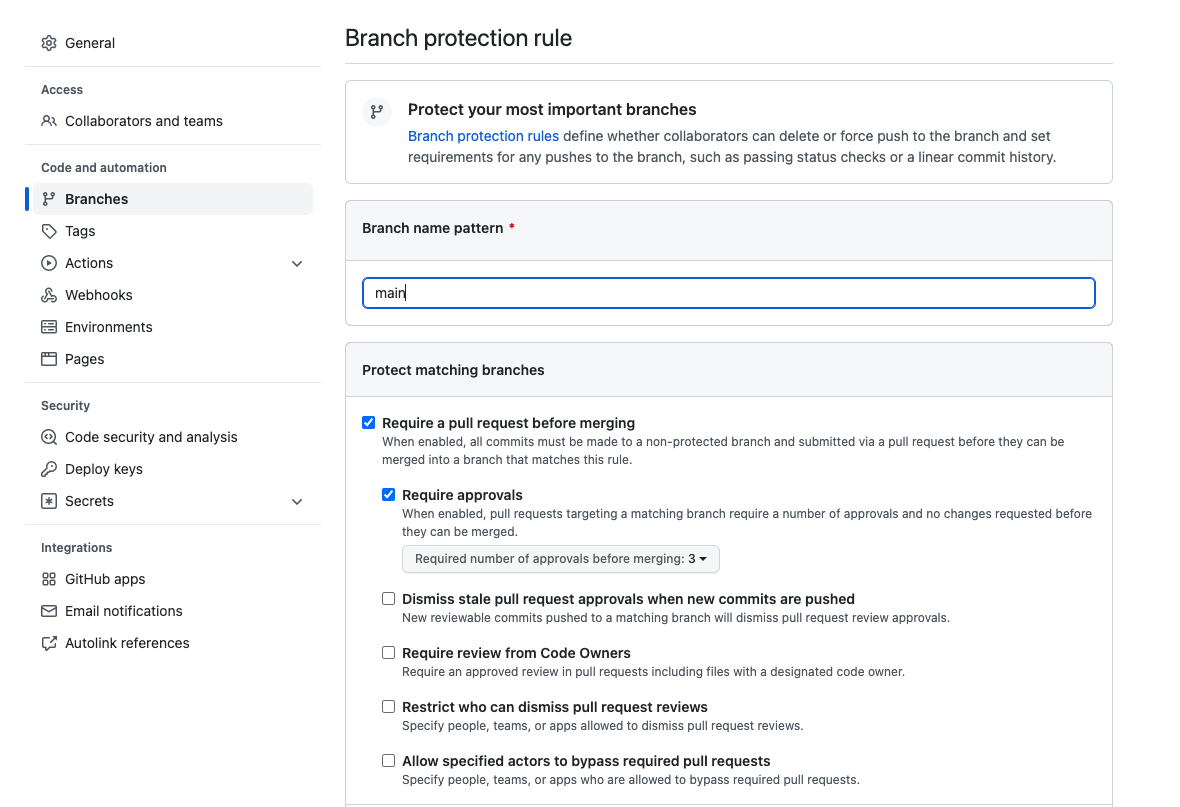 General
Access
Collaborators and teams
Code and automation
Branches
Tags
Actions
Webhooks
Environments
Pages
Security
Code security and analysis
Deploy keys
Secrets
Integrations
GitHub apps
Email notifications
Autolink references
Branch protection rule
Protect your most important branches
Branch protection rules define whether collaborators can delete or force push to the branch and set
requirements for any pushes to the branch, such as passing status checks or a linear commit history.
Branch name pattern *
main
Protect matching branches
Require a pull request before merging
When enabled, all commits must be made to a non-protected branch and submitted via a pull request before they can be
merged into a branch that matches this rule.
Require approvals
When enabled, pull requests targeting a matching branch require a number of approvals and no changes requested before
they can be merged.
Required number of approvals before merging: 3
Dismiss stale pull request approvals when new commits are pushed
New reviewable commits pushed to a matching branch will dismiss pull request review approvals.
Require review from Code Owners
Require an approved review in pull requests including files with a designated code owner.
Restrict who can dismiss pull request reviews
Specify people, teams, or apps allowed to dismiss pull request reviews.
Allow specified actors to bypass required pull requests
Specify people, teams, or apps who are allowed to bypass required pull requests.